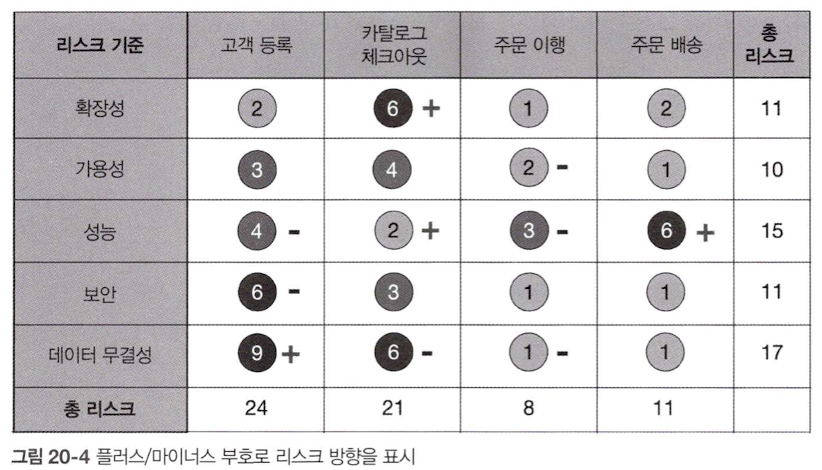 리스크 기준 고객 등록 카탈로그 체크아웃 주문 이행 주문 배송 총 리스크
확장성 2 6 + 1 2 11
가용성 3 4 2 - 1 10
성능 4 - 2 + 3 - 6 + 15
보안 6 - 3 1 1 11
데이터 무결성 9 + 6 - 1 - 1 17
총 리스크 24 21 8 11
그림 20-4 플러스/마이너스 부호로 리스크 방향을 표시